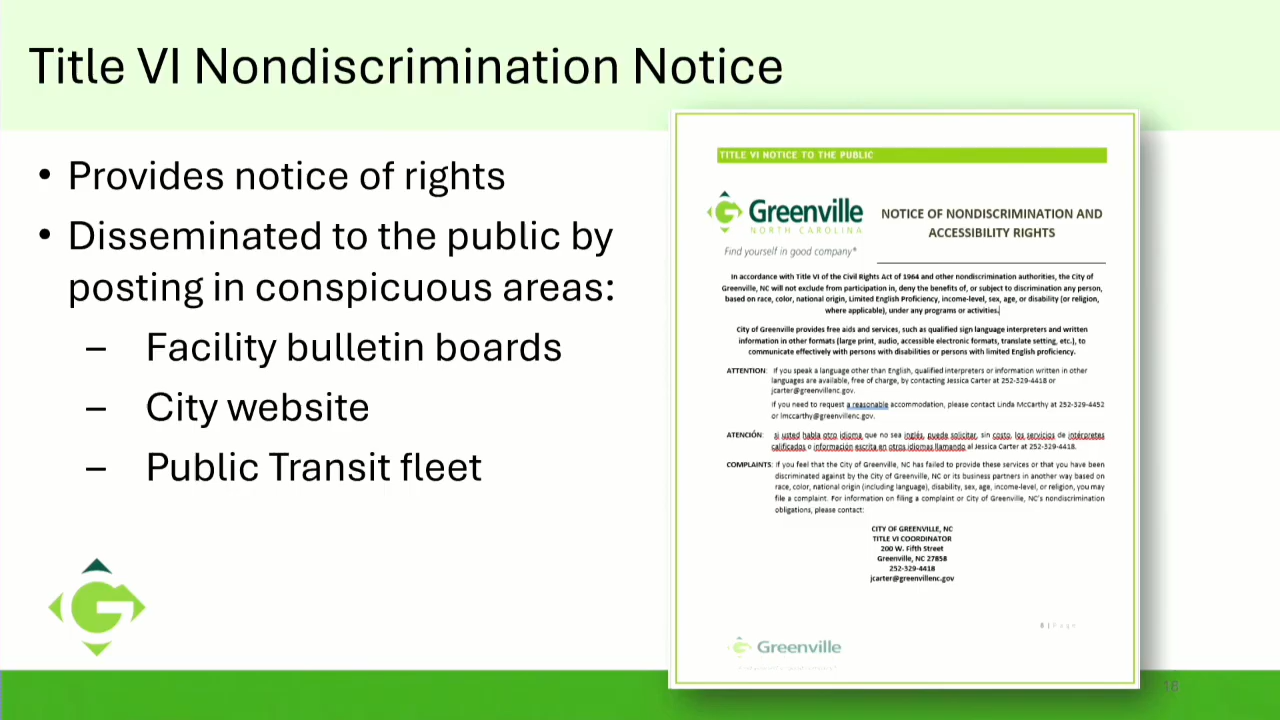 Title VI Nondiscrimination Notice
• Provides notice of rights
• Disseminated to the public by
posting in conspicuous areas:
– Facility bulletin boards
– City website
– Public Transit fleet
TITLE VI NOTICE TO THE PUBLIC
Greenville
NORTH CAROLINA
Find yourself in good company®
NOTICE OF NONDISCRIMINATION AND
ACCESSIBILITY RIGHTS
In accordance with Title VI of the Civil Rights Act of 1964 and other nondiscrimination authorities, the City of
Greenville, NC will not exclude from participation in, deny the benefits of, or subject to discrimination any person,
based on race, color, national origin, Limited English Proficiency, income-level, sex, age, or disability (or religion,
where applicable), under any programs or activities.
City of Greenville provides free aids and services, such as qualified sign language interpreters and written
information in other formats (large print, audio, accessible electronic formats, translate setting, etc.), to
communicate effectively with persons with disabilities or persons with limited English proficiency.
ATTENTION: If you speak a language other than English, qualified interpreters or information written in other
languages are available, free of charge, by contacting Jessica Carter at 252-329-4418 or
jcarter@greenvillenc.gov.
If you need to request a reasonable accommodation, please contact Linda McCarthy at 252-329-4452
or lmccarthy@greenvillenc.gov.
ATENCIÓN: si usted habla otro idioma que no sea inglés, puede solicitar, sin costo, los servicios de intérpretes
calificados o información escrita en otros idiomas llamando al Jessica Carter at 252-329-4418.
COMPLAINTS: If you feel that the City of Greenville, NC has failed to provide these services or that you have been
discriminated against by the City of Greenville, NC or its business partners in another way based on
race, color, national origin (including language), disability, sex, age, income-level, or religion, you may
file a complaint. For information on filing a complaint or City of Greenville, NC's nondiscrimination
obligations, please contact:
CITY OF GREENVILLE, NC
TITLE VI COORDINATOR
200 W. Fifth Street
Greenville, NC 27858
252-329-4418
jcarter@greenvillenc.gov
8 | Page
Greenville
18